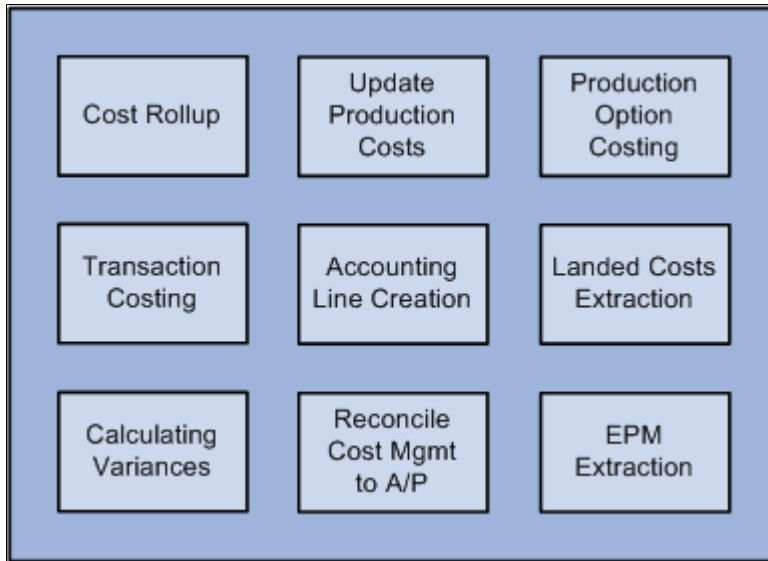 Cost Rollup
Update
Production
Costs
Production
Option
Costing
Transaction
Costing
Accounting
Line Creation
Landed Costs
Extraction
Calculating
Variances
Reconcile
Cost Mgmt
to A/P
EPM
Extraction